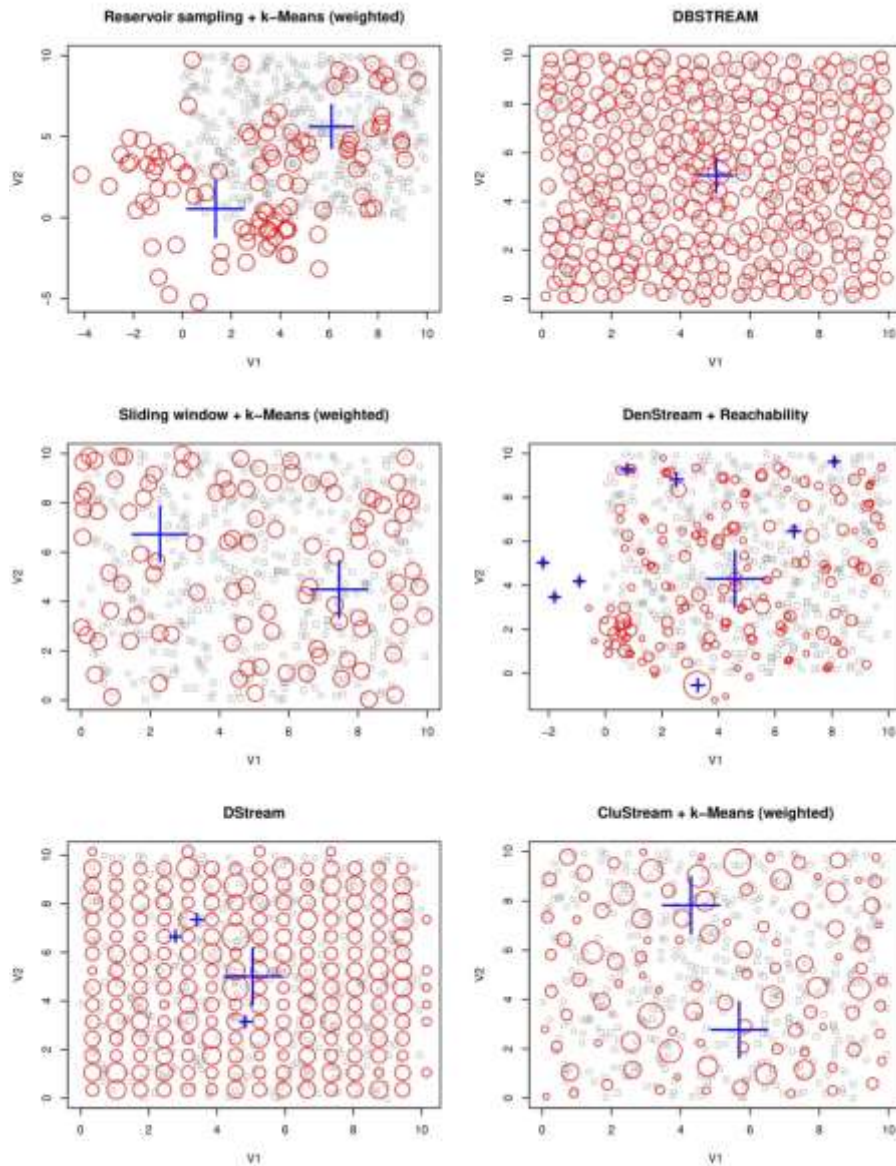 Reservoir sampling + k-Means (weighted)
V2
-5 0 5 10
-4 -2 0 2 4 6 8 10
V1
DBSTREAM
V2
0 2 4 6 8 10
0 2 4 6 8 10
V1
Sliding window + k-Means (weighted)
V2
0 2 4 6 8 10
0 2 4 6 8 10
V1
DenStream + Reachability
V2
0 2 4 6 8 10
-2 0 2 4 6 8 10
V1
DStream
V2
0 2 4 6 8 10
0 2 4 6 8 10
V1
CluStream + k-Means (weighted)
V2
0 2 4 6 8 10
0 2 4 6 8 10
V1